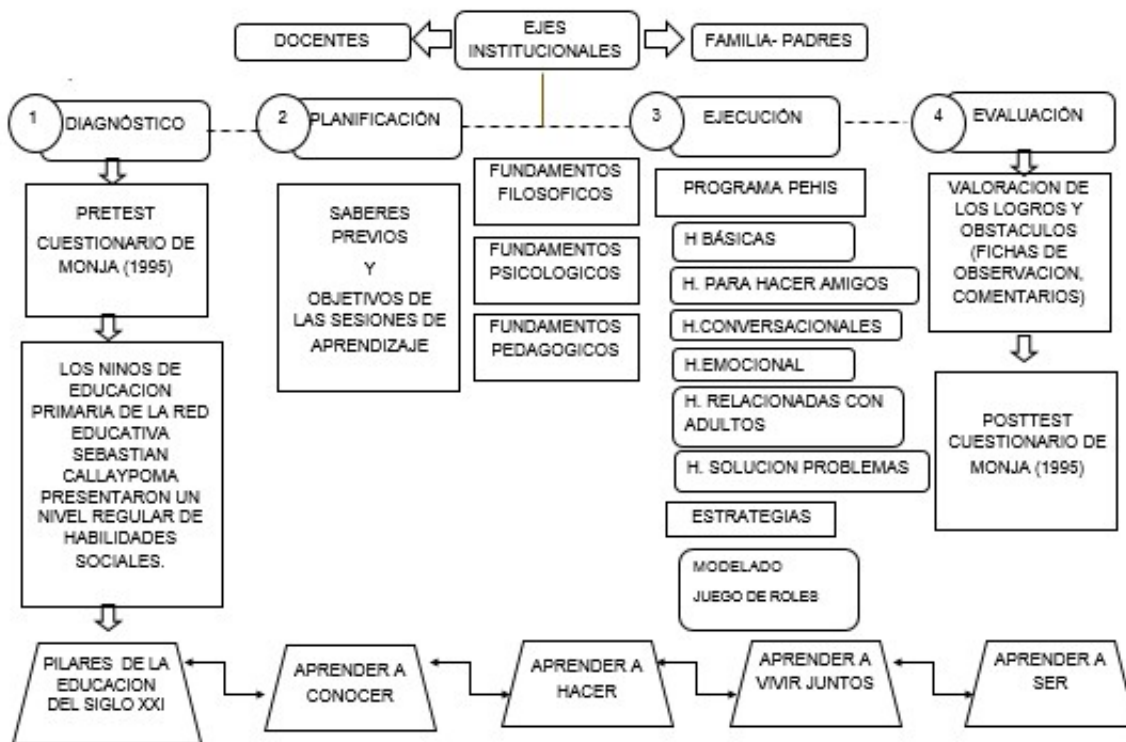 EJES
INSTITUCIONALES
DOCENTES
FAMILIA- PADRES
1
DIAGNÓSTICO
2
PLANIFICACIÓN
3
EJECUCIÓN
4
EVALUACIÓN
PRETEST
CUESTIONARIO DE
MONJA (1995)
LOS NINOS DE
EDUCACION
PRIMARIA DE LA RED
EDUCATIVA
SEBASTIAN
CALLAYPOMA
PRESENTARON UN
NIVEL REGULAR DE
HABILIDADES
SOCIALES.
SABERES
PREVIOS
Y
OBJETIVOS DE
LAS SESIONES DE
APRENDIZAJE
FUNDAMENTOS
FILOSOFICOS
FUNDAMENTOS
PSICOLOGICOS
FUNDAMENTOS
PEDAGOGICOS
PROGRAMA PEHIS
H BÁSICAS
H. PARA HACER AMIGOS
H.CONVERSACIONALES
H.EMOCIONAL
H. RELACIONADAS CON
ADULTOS
H. SOLUCION PROBLEMAS
ESTRATEGIAS
MODELADO
JUEGO DE ROLES
VALORACION DE
LOS LOGROS Y
OBSTACULOS
(FICHAS DE
OBSERVACION,
COMENTARIOS)
POSTTEST
CUESTIONARIO DE
MONJA (1995)
PILARES DE LA
EDUCACION
DEL SIGLO XXI
APRENDER A
CONOCER
APRENDER A
HACER
APRENDER A
VIVIR JUNTOS
APRENDER A
SER